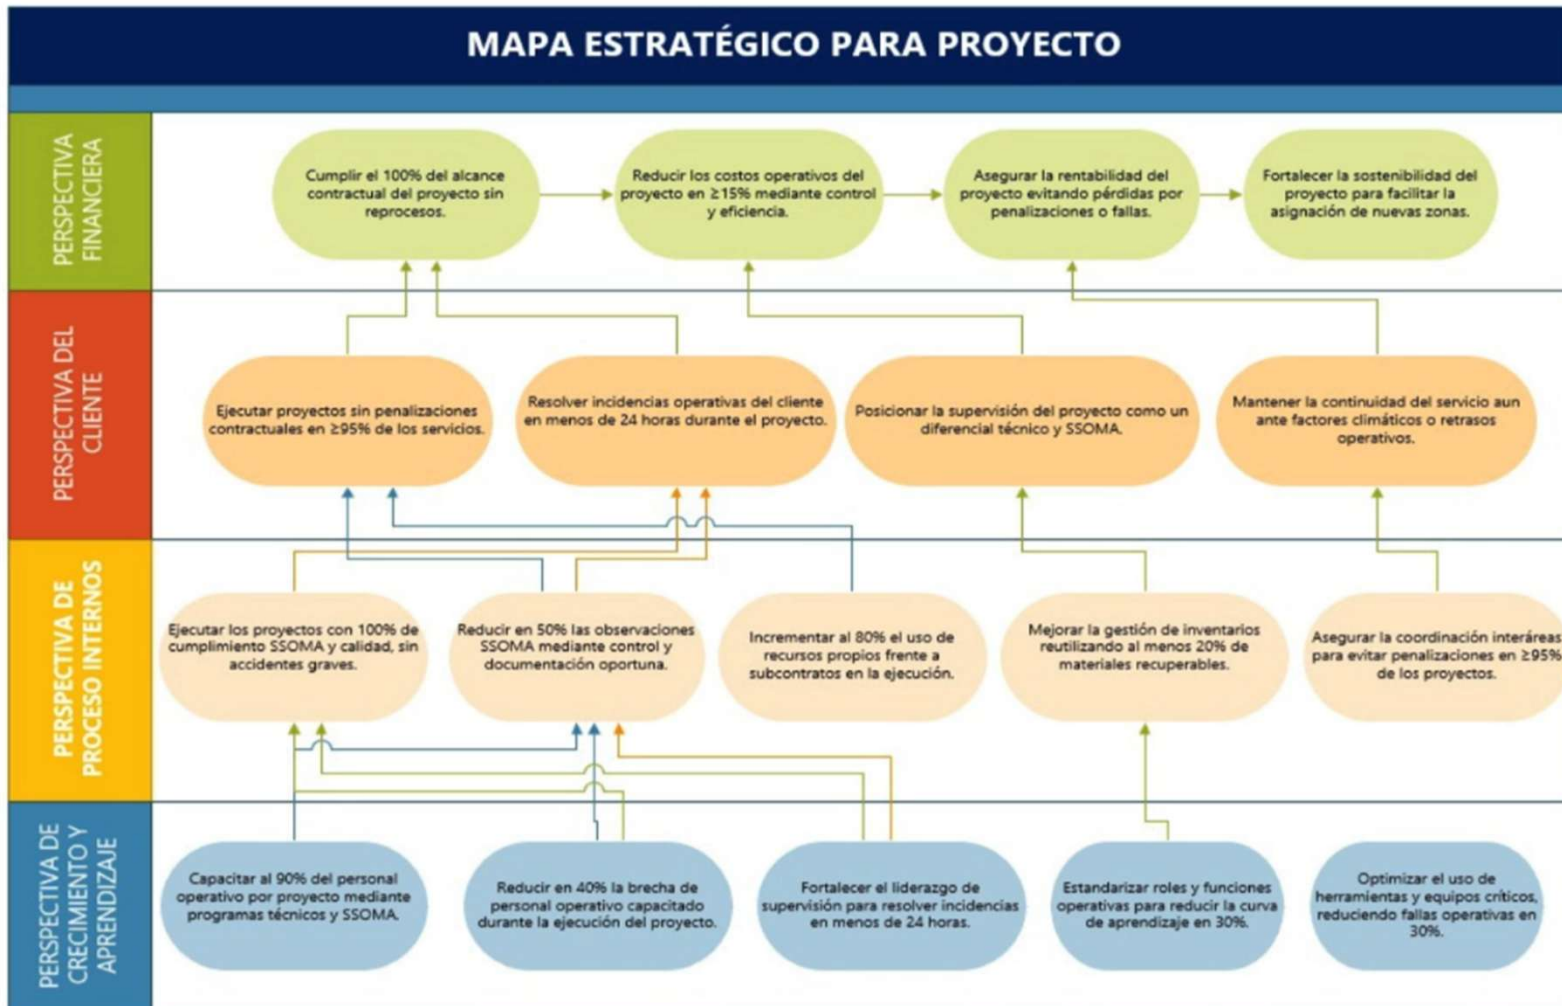 MAPA ESTRATÉGICO PARA PROYECTO
PERSPECTIVA
FINANCIERA
Cumplir el 100% del alcance
contractual del proyecto sin
reprocesos.
Reducir los costos operativos del
proyecto en ≥15% mediante control
y eficiencia.
Asegurar la rentabilidad del
proyecto evitando pérdidas por
penalizaciones o fallas.
Fortalecer la sostenibilidad del
proyecto para facilitar la
asignación de nuevas zonas.
PERSPECTIVA DEL
CLIENTE
Ejecutar proyectos sin penalizaciones
contractuales en ≥95% de los servicios.
Resolver incidencias operativas del cliente
en menos de 24 horas durante el proyecto.
Posicionar la supervisión del proyecto como un
diferencial técnico y SSOMA.
Mantener la continuidad del servicio aun
ante factores climáticos o retrasos
operativos.
PERSPECTIVA DE
PROCESO INTERNOS
Ejecutar los proyectos con 100% de
cumplimiento SSOMA y calidad, sin
accidentes graves.
Reducir en 50% las observaciones
SSOMA mediante control y
documentación oportuna.
Incrementar al 80% el uso de
recursos propios frente a
subcontratos en la ejecución.
Mejorar la gestión de inventarios
reutilizando al menos 20% de
materiales recuperables.
Asegurar la coordinación interáreas
para evitar penalizaciones en ≥95%
de los proyectos.
PERSPECTIVA DE
CRECIMIENTO Y
APRENDIZAJE
Capacitar al 90% del personal
operativo por proyecto mediante
programas técnicos y SSOMA.
Reducir en 40% la brecha de
personal operativo capacitado
durante la ejecución del proyecto.
Fortalecer el liderazgo de
supervisión para resolver incidencias
en menos de 24 horas.
Estandarizar roles y funciones
operativas para reducir la curva
de aprendizaje en 30%.
Optimizar el uso de
herramientas y equipos críticos,
reduciendo fallas operativas en
30%.